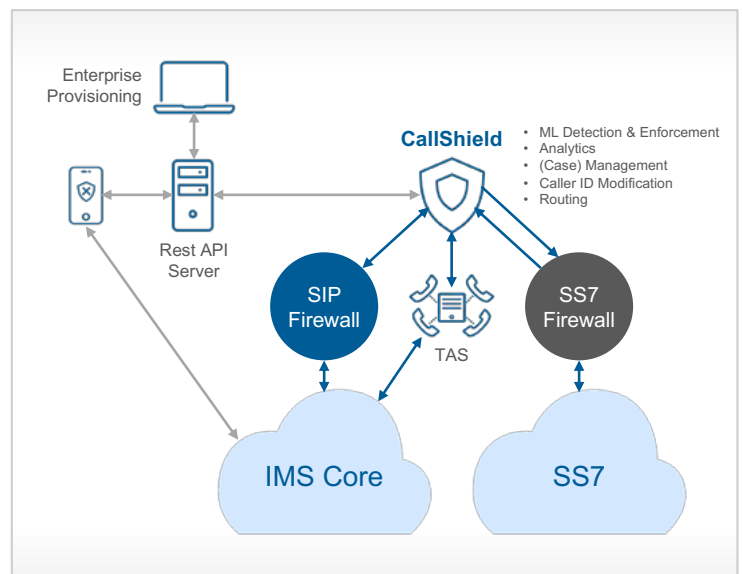 Enterprise
Provisioning
CallShield
• ML Detection & Enforcement
• Analytics
• (Case) Management
• Caller ID Modification
• Routing
Rest API
Server
SIP
Firewall
TAS
SS7
Firewall
IMS Core
SS7